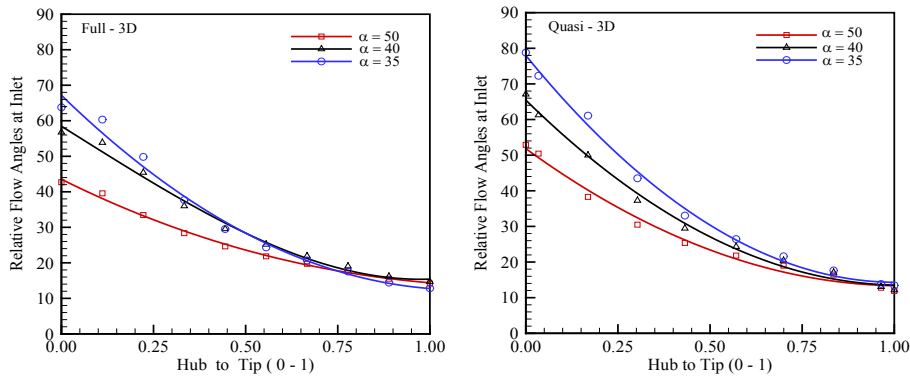 Full - 3D
α = 50
α = 40
α = 35
Relative Flow Angles at Inlet
90
80
70
60
50
40
30
20
10
0
0.00
0.25
0.50
0.75
1.00
Hub to Tip ( 0 - 1)
Quasi - 3D
α = 50
α = 40
α = 35
Relative Flow Angles at Inlet
90
80
70
60
50
40
30
20
10
0
0.00
0.25
0.50
0.75
1.00
Hub to Tip (0 - 1)